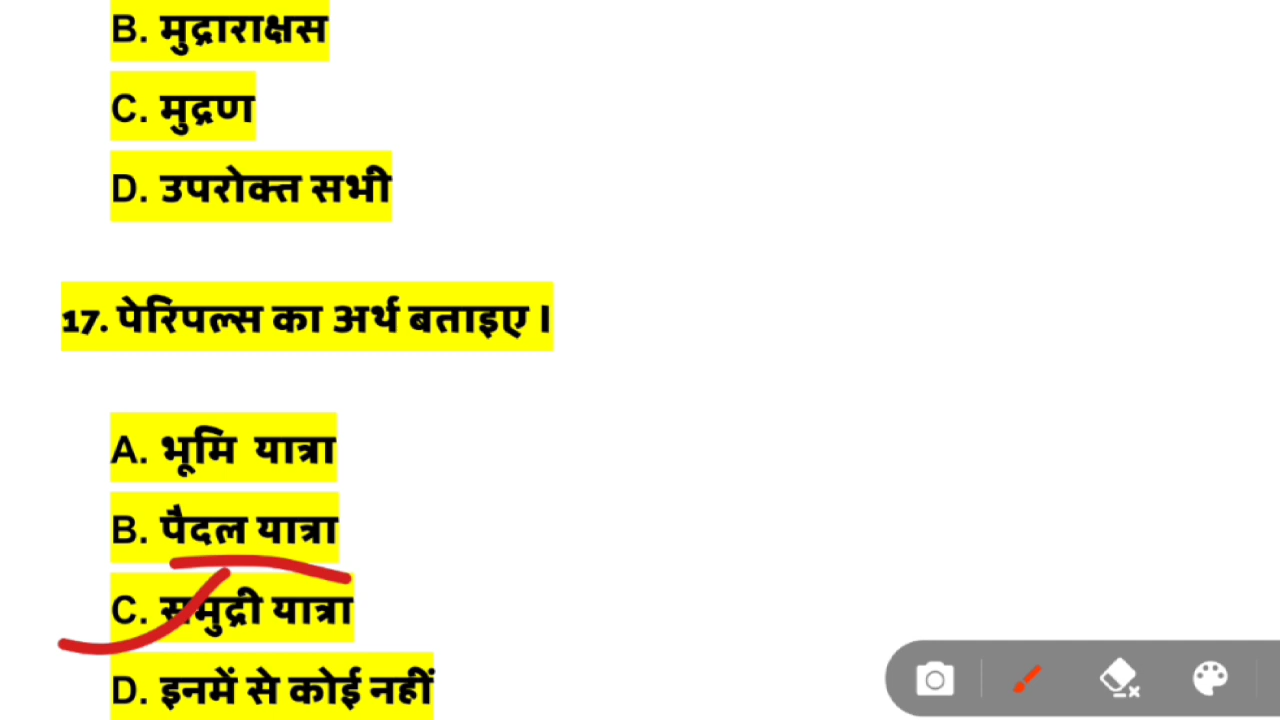 B. मुद्राराक्षस
C. मुद्रण
D. उपरोक्त सभी
17. पेरिपल्स का अर्थ बताइए ।
A. भूमि यात्रा
B. पैदल यात्रा
C. समुद्री यात्रा
D. इनमें से कोई नहीं